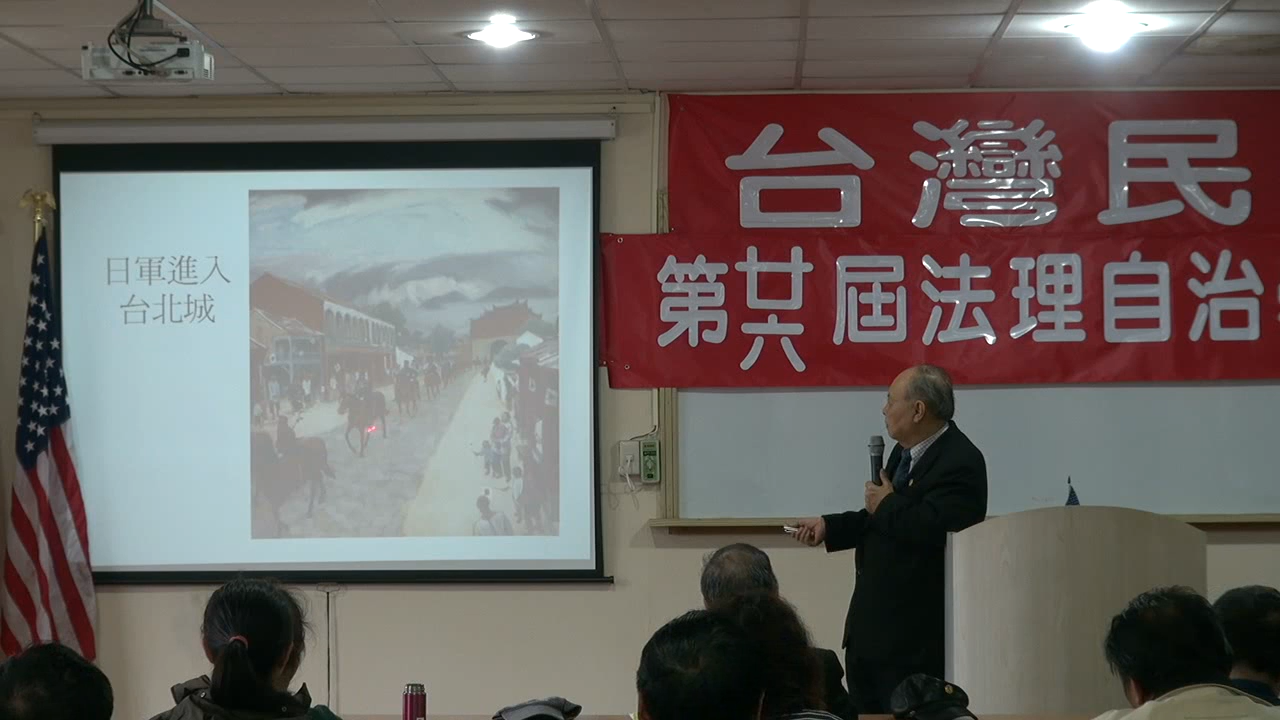 日軍進入
台北城
台灣民
第廿六屆法理自治